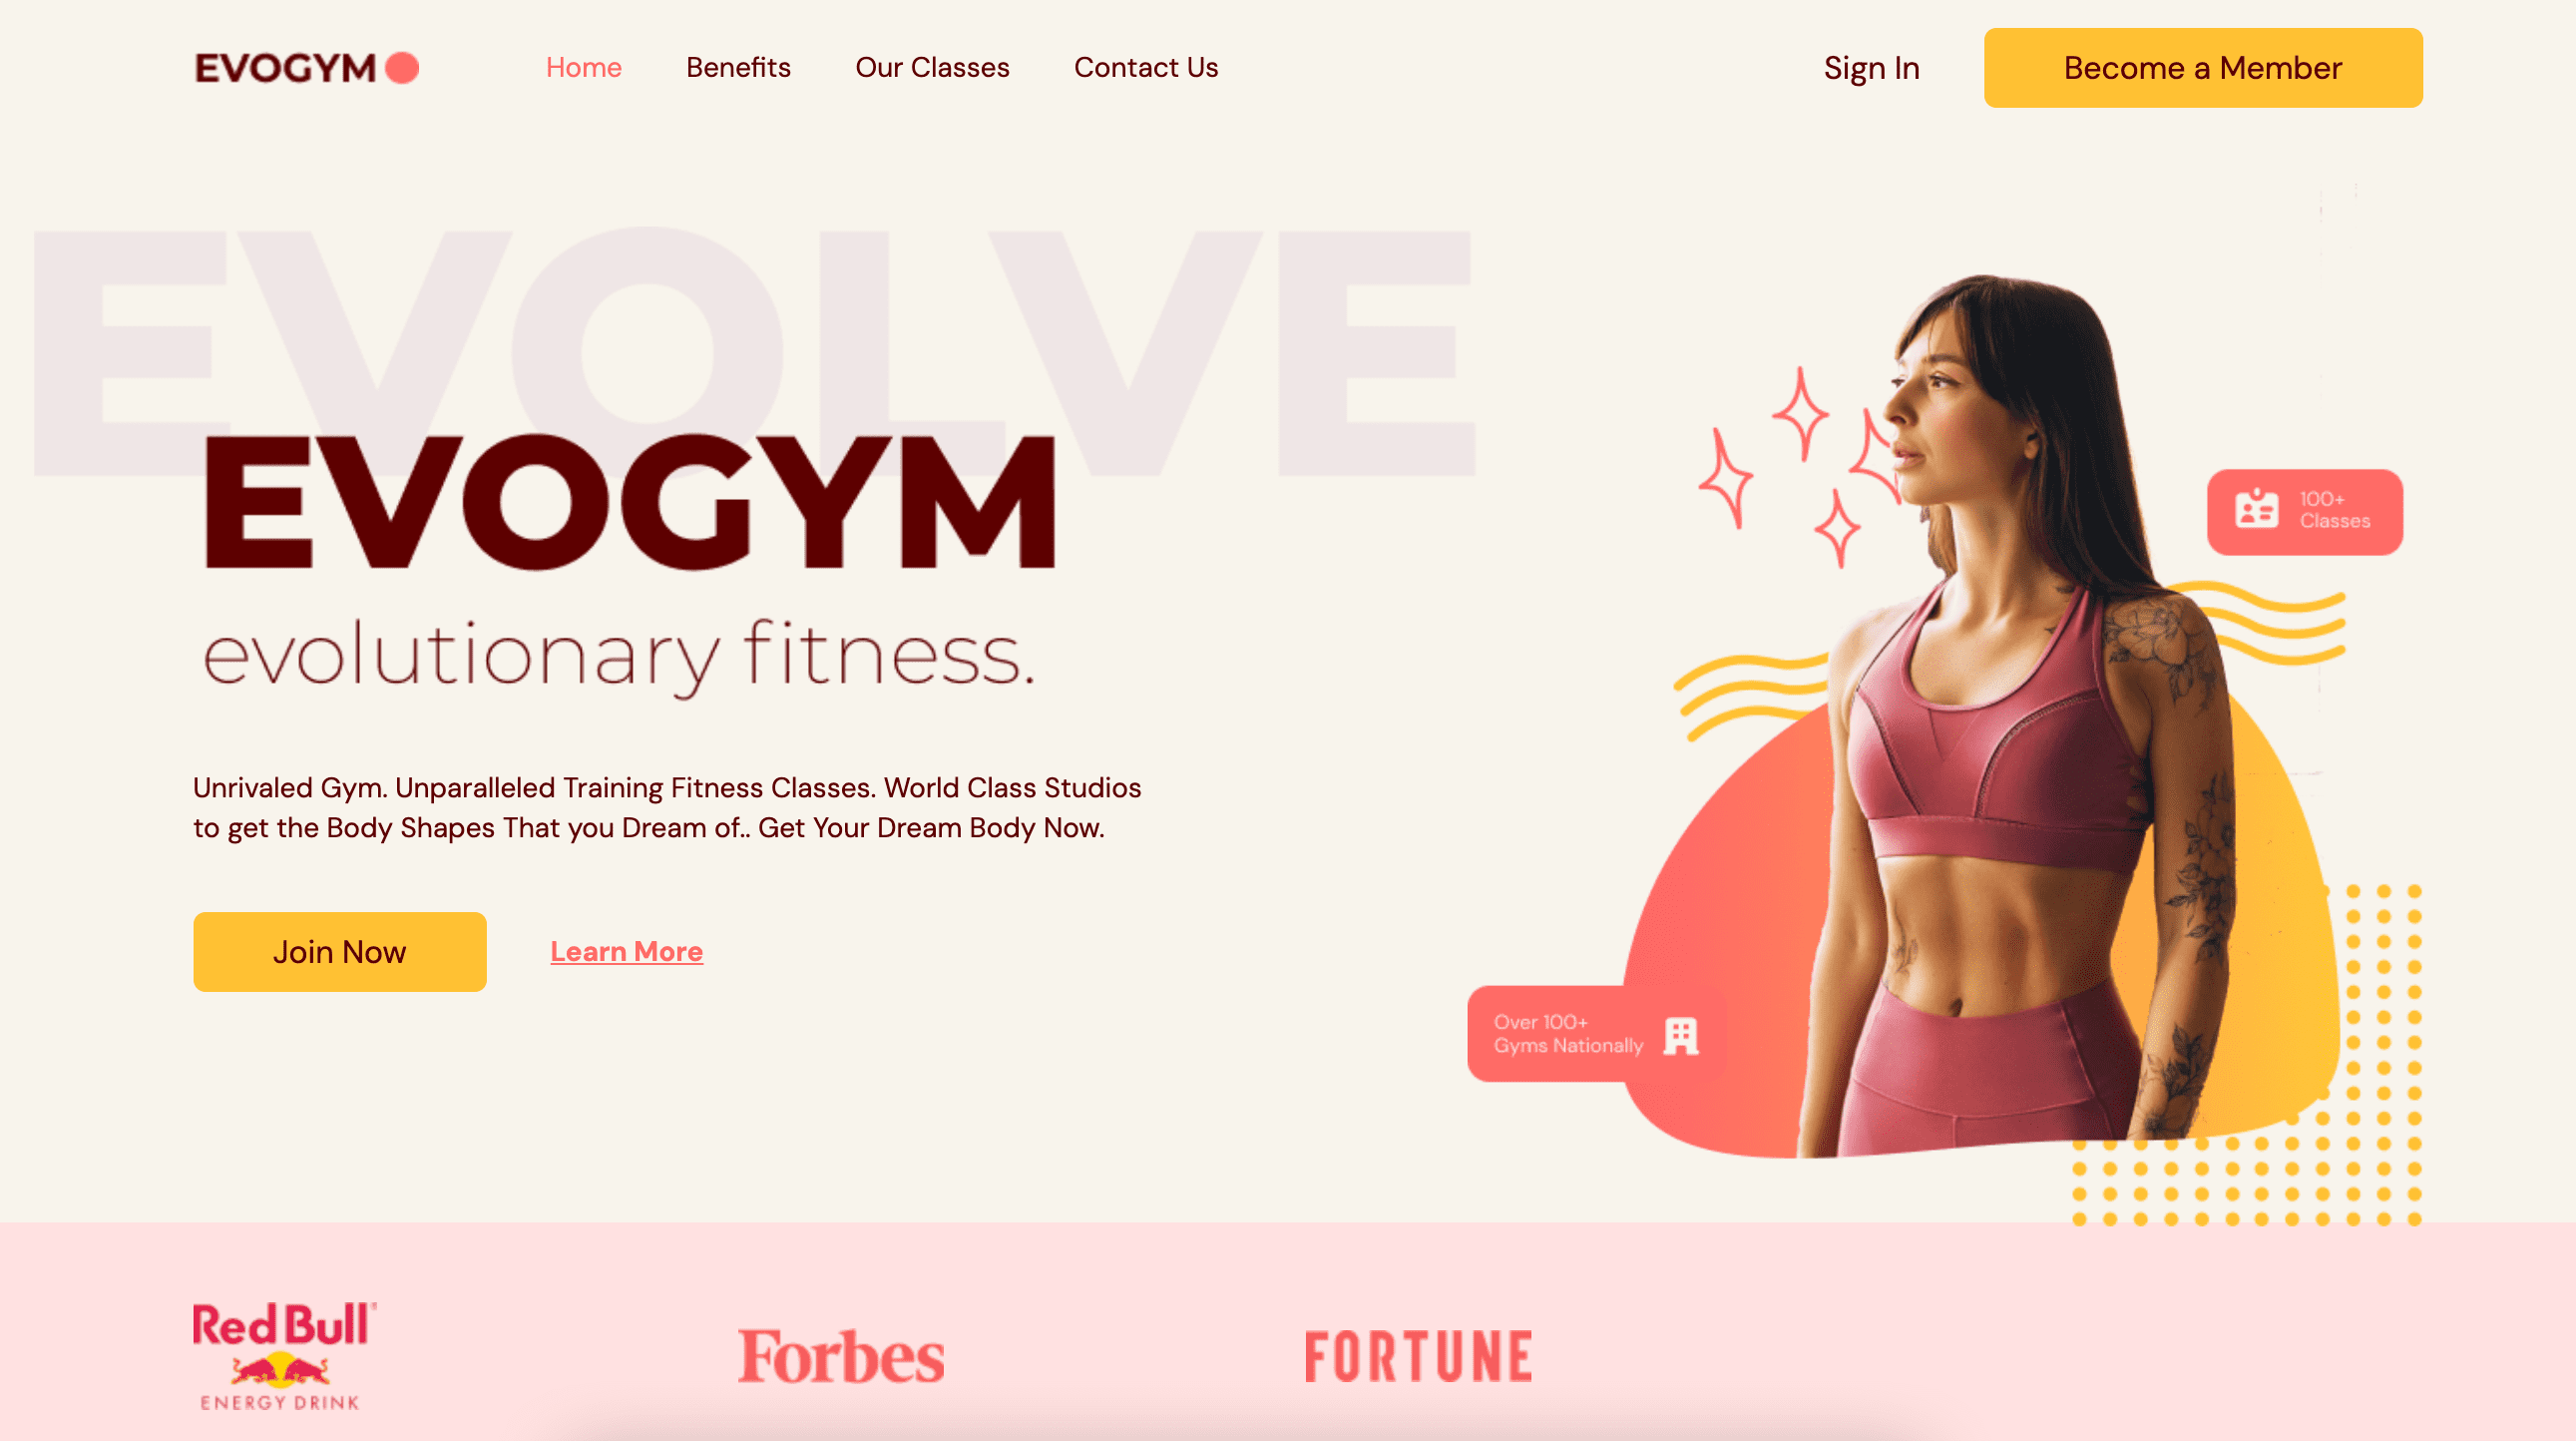 EVOGYM
Home
Benefits
Our Classes
Contact Us
Sign In
Become a Member
EVOLVE
EVOGYM
evolutionary fitness.
Unrivaled Gym. Unparalleled Training Fitness Classes. World Class Studios
to get the Body Shapes That you Dream of.. Get Your Dream Body Now.
Join Now
Learn More
100+
Classes
Over 100+
Gyms Nationally
Red Bull
ENERGY DRINK
Forbes
FORTUNE